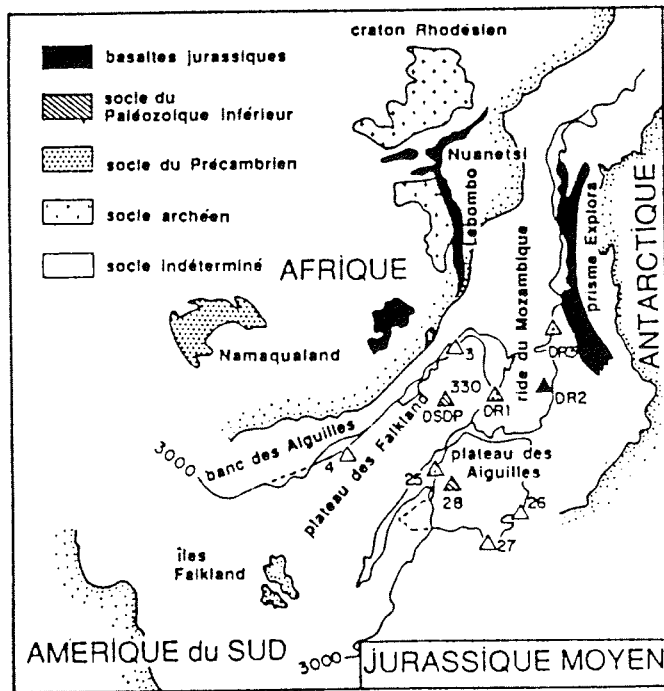 craton Rhodésien
basaltes jurassiques
socle du
Paléozoïque Inférieur
socle du Précambrien
socle archéen
socle indéterminé
Nuanetsi
Lebombo
AFRIQUE
ride du Mozambique
prisme Explora
ANTARCTIQUE
Namaqualand
3
DR3
330
DSDP
DR1
DR2
banc des Aiguilles
3000
4
plateau des Falkland
plateau des
Aiguilles
25
28
26
27
îles
Falkland
AMERIQUE du SUD
3000
JURASSIQUE MOYEN